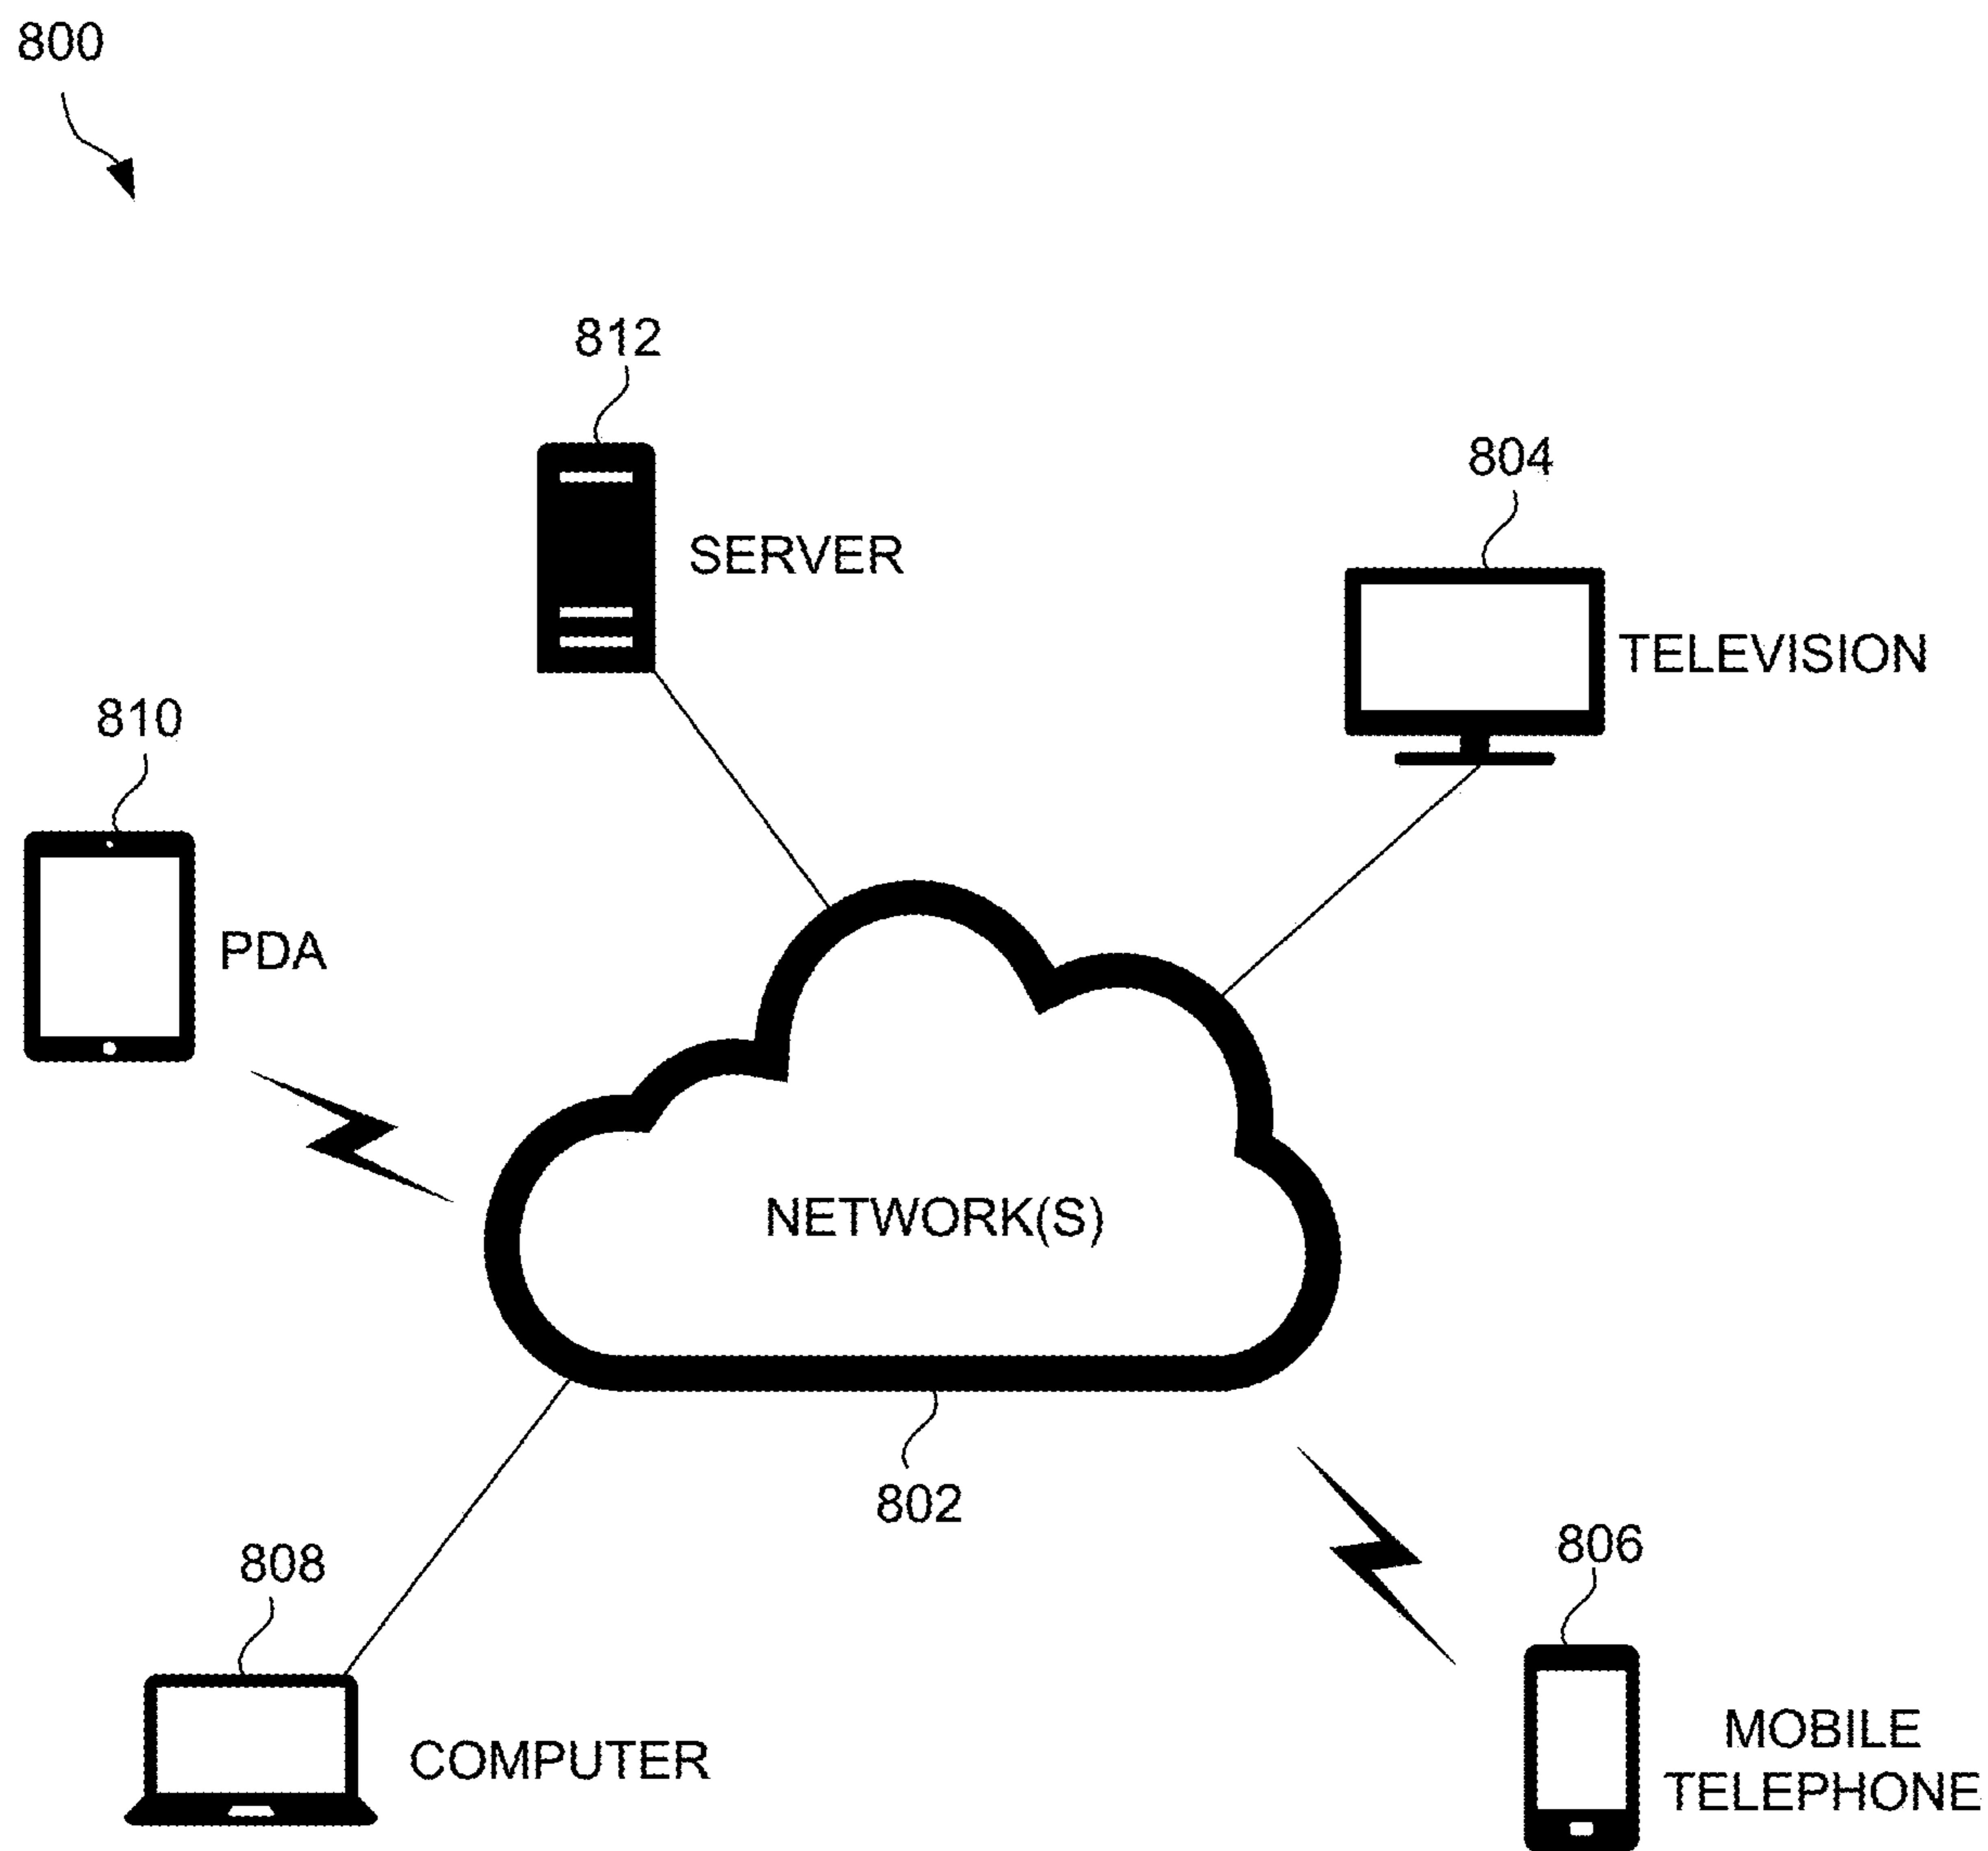 800
812
SERVER
804
TELEVISION
810
PDA
NETWORK(S)
802
808
COMPUTER
806
MOBILE
TELEPHONE